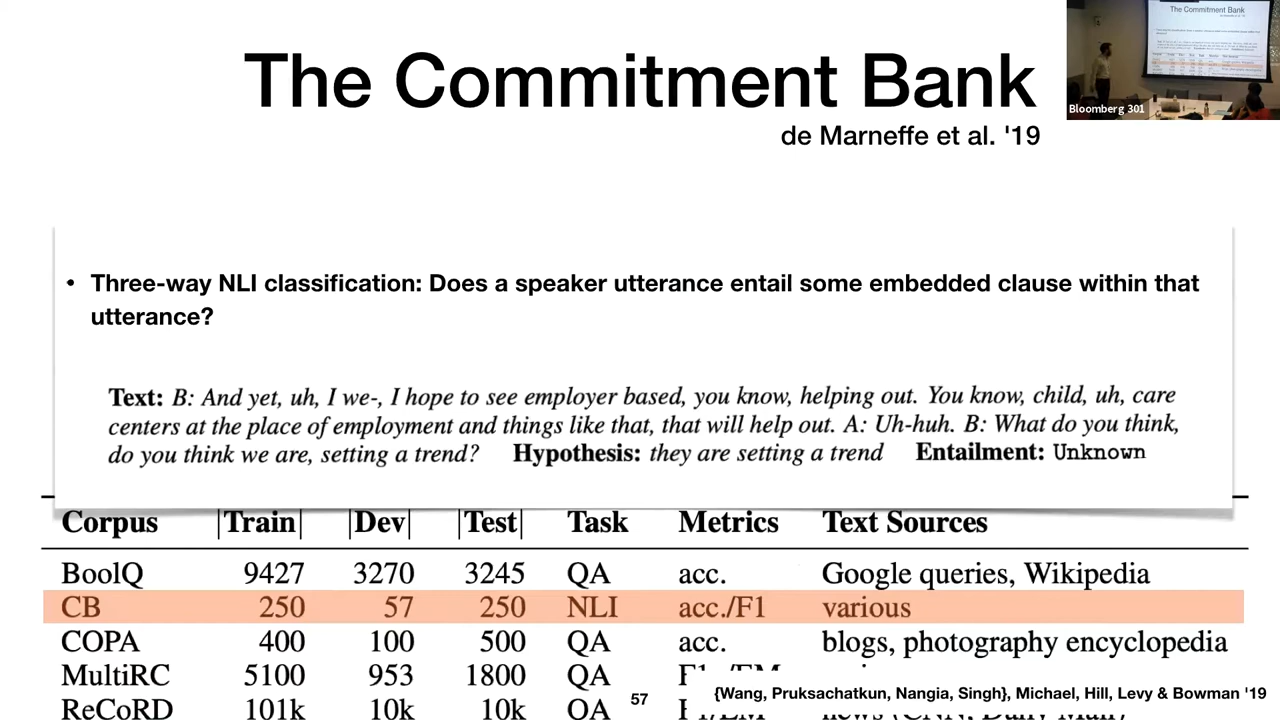 The Commitment Bank
de Marneffe et al. '19
The Commitment Bank
Bloomberg 301
• Three-way NLI classification: Does a speaker utterance entail some embedded clause within that
utterance?
Text: B: And yet, uh, I we-, I hope to see employer based, you know, helping out. You know, child, uh, care
centers at the place of employment and things like that, that will help out. A: Uh-huh. B: What do you think,
do you think we are, setting a trend? Hypothesis: they are setting a trend Entailment: Unknown
Corpus |Train| |Dev| |Test| Task Metrics Text Sources
BoolQ 9427 3270 3245 QA acc. Google queries, Wikipedia
CB 250 57 250 NLI acc./F1 various
COPA 400 100 500 QA acc. blogs, photography encyclopedia
MultiRC 5100 953 1800 QA
ReCoRD 101k 10k 10k QA
57
{Wang, Pruksachatkun, Nangia, Singh}, Michael, Hill, Levy & Bowman '19